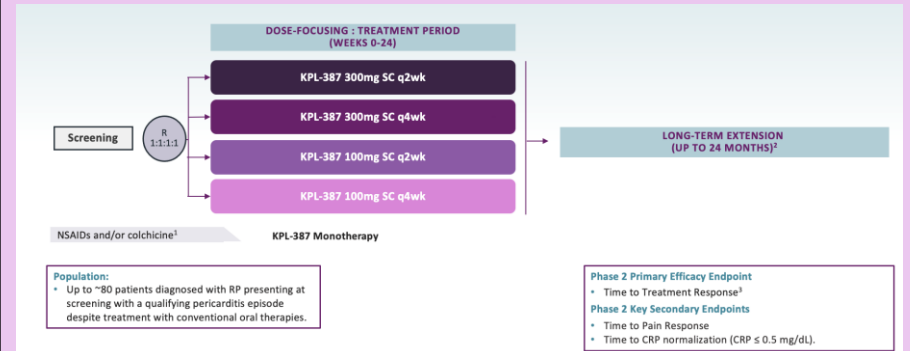 DOSE-FOCUSING : TREATMENT PERIOD
(WEEKS 0-24)
KPL-387 300mg SC q2wk
KPL-387 300mg SC q4wk
Screening
R
1:1:1:1
KPL-387 100mg SC q2wk
KPL-387 100mg SC q4wk
LONG-TERM EXTENSION
(UP TO 24 MONTHS)²
NSAIDs and/or colchicine¹
KPL-387 Monotherapy
Population:
• Up to ~80 patients diagnosed with RP presenting at
screening with a qualifying pericarditis episode
despite treatment with conventional oral therapies.
Phase 2 Primary Efficacy Endpoint
• Time to Treatment Response³
Phase 2 Key Secondary Endpoints
• Time to Pain Response
• Time to CRP normalization (CRP ≤ 0.5 mg/dL).